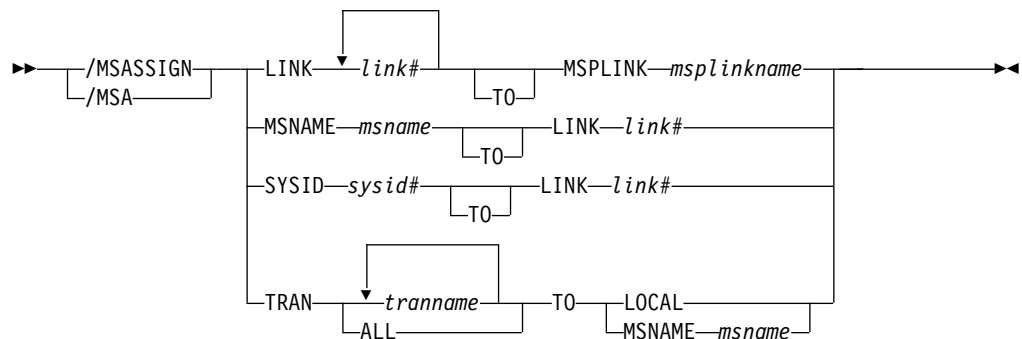 /MSASSIGN LINK link# MSPLINK msplinkname
/MSA TO
MSNAME msname LINK link#
TO
SYSID sysid# LINK link#
TO
TRAN tranname TO LOCAL
ALL MSNAME msname